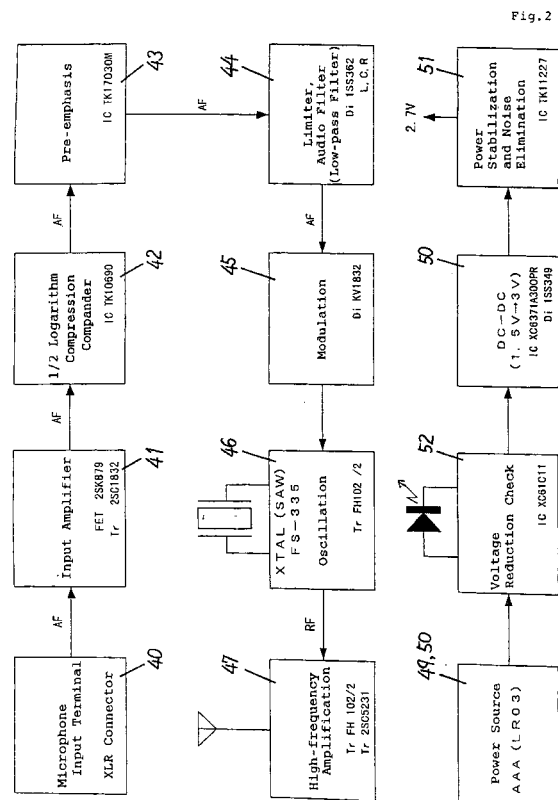 Fig.2
Microphone
Input Terminal
XLR Connector
40
AF
Input Amplifier
FET 2SK879
Tr 2SC1832
41
AF
1/2 Logarithm
Compression
Compander
IC TK10690
42
AF
Pre-emphasis
IC TK17030M
43
AF
47
High-frequency
Amplification
Tr FH 102/2
Tr 2SC5231
RF
46
XTAL (SAW)
FS-335
Oscillation
Tr FH102 /2
45
Modulation
Di KV1832
AF
44
Limiter,
Audio Filter
(Low-pass Filter)
Di 1SS362
L.C.R
49,50
Power Source
AAA (LR03)
52
Voltage
Reduction Check
IC XC61C11
50
DC-DC
(1.5V→3V)
IC XC6371A300PR
Di 1SS349
2.7V
51
Power
Stabilization
and Noise
Elimination
IC TK11227